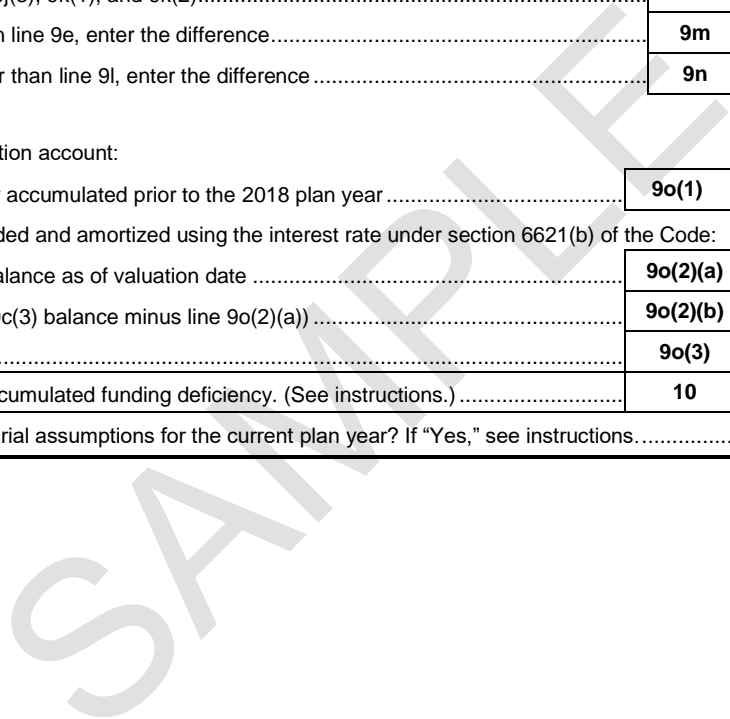 n line 9e, enter the difference 9m
r than line 9l, enter the difference 9n
tion account:
accumulated prior to the 2018 plan year 9o(1)
ded and amortized using the interest rate under section 6621(b) of the Code:
alance as of valuation date 9o(2)(a)
c(3) balance minus line 9o(2)(a)) 9o(2)(b)
9o(3)
cumulated funding deficiency. (See instructions.) 10
rial assumptions for the current plan year? If “Yes,” see instructions.
SAMPLE